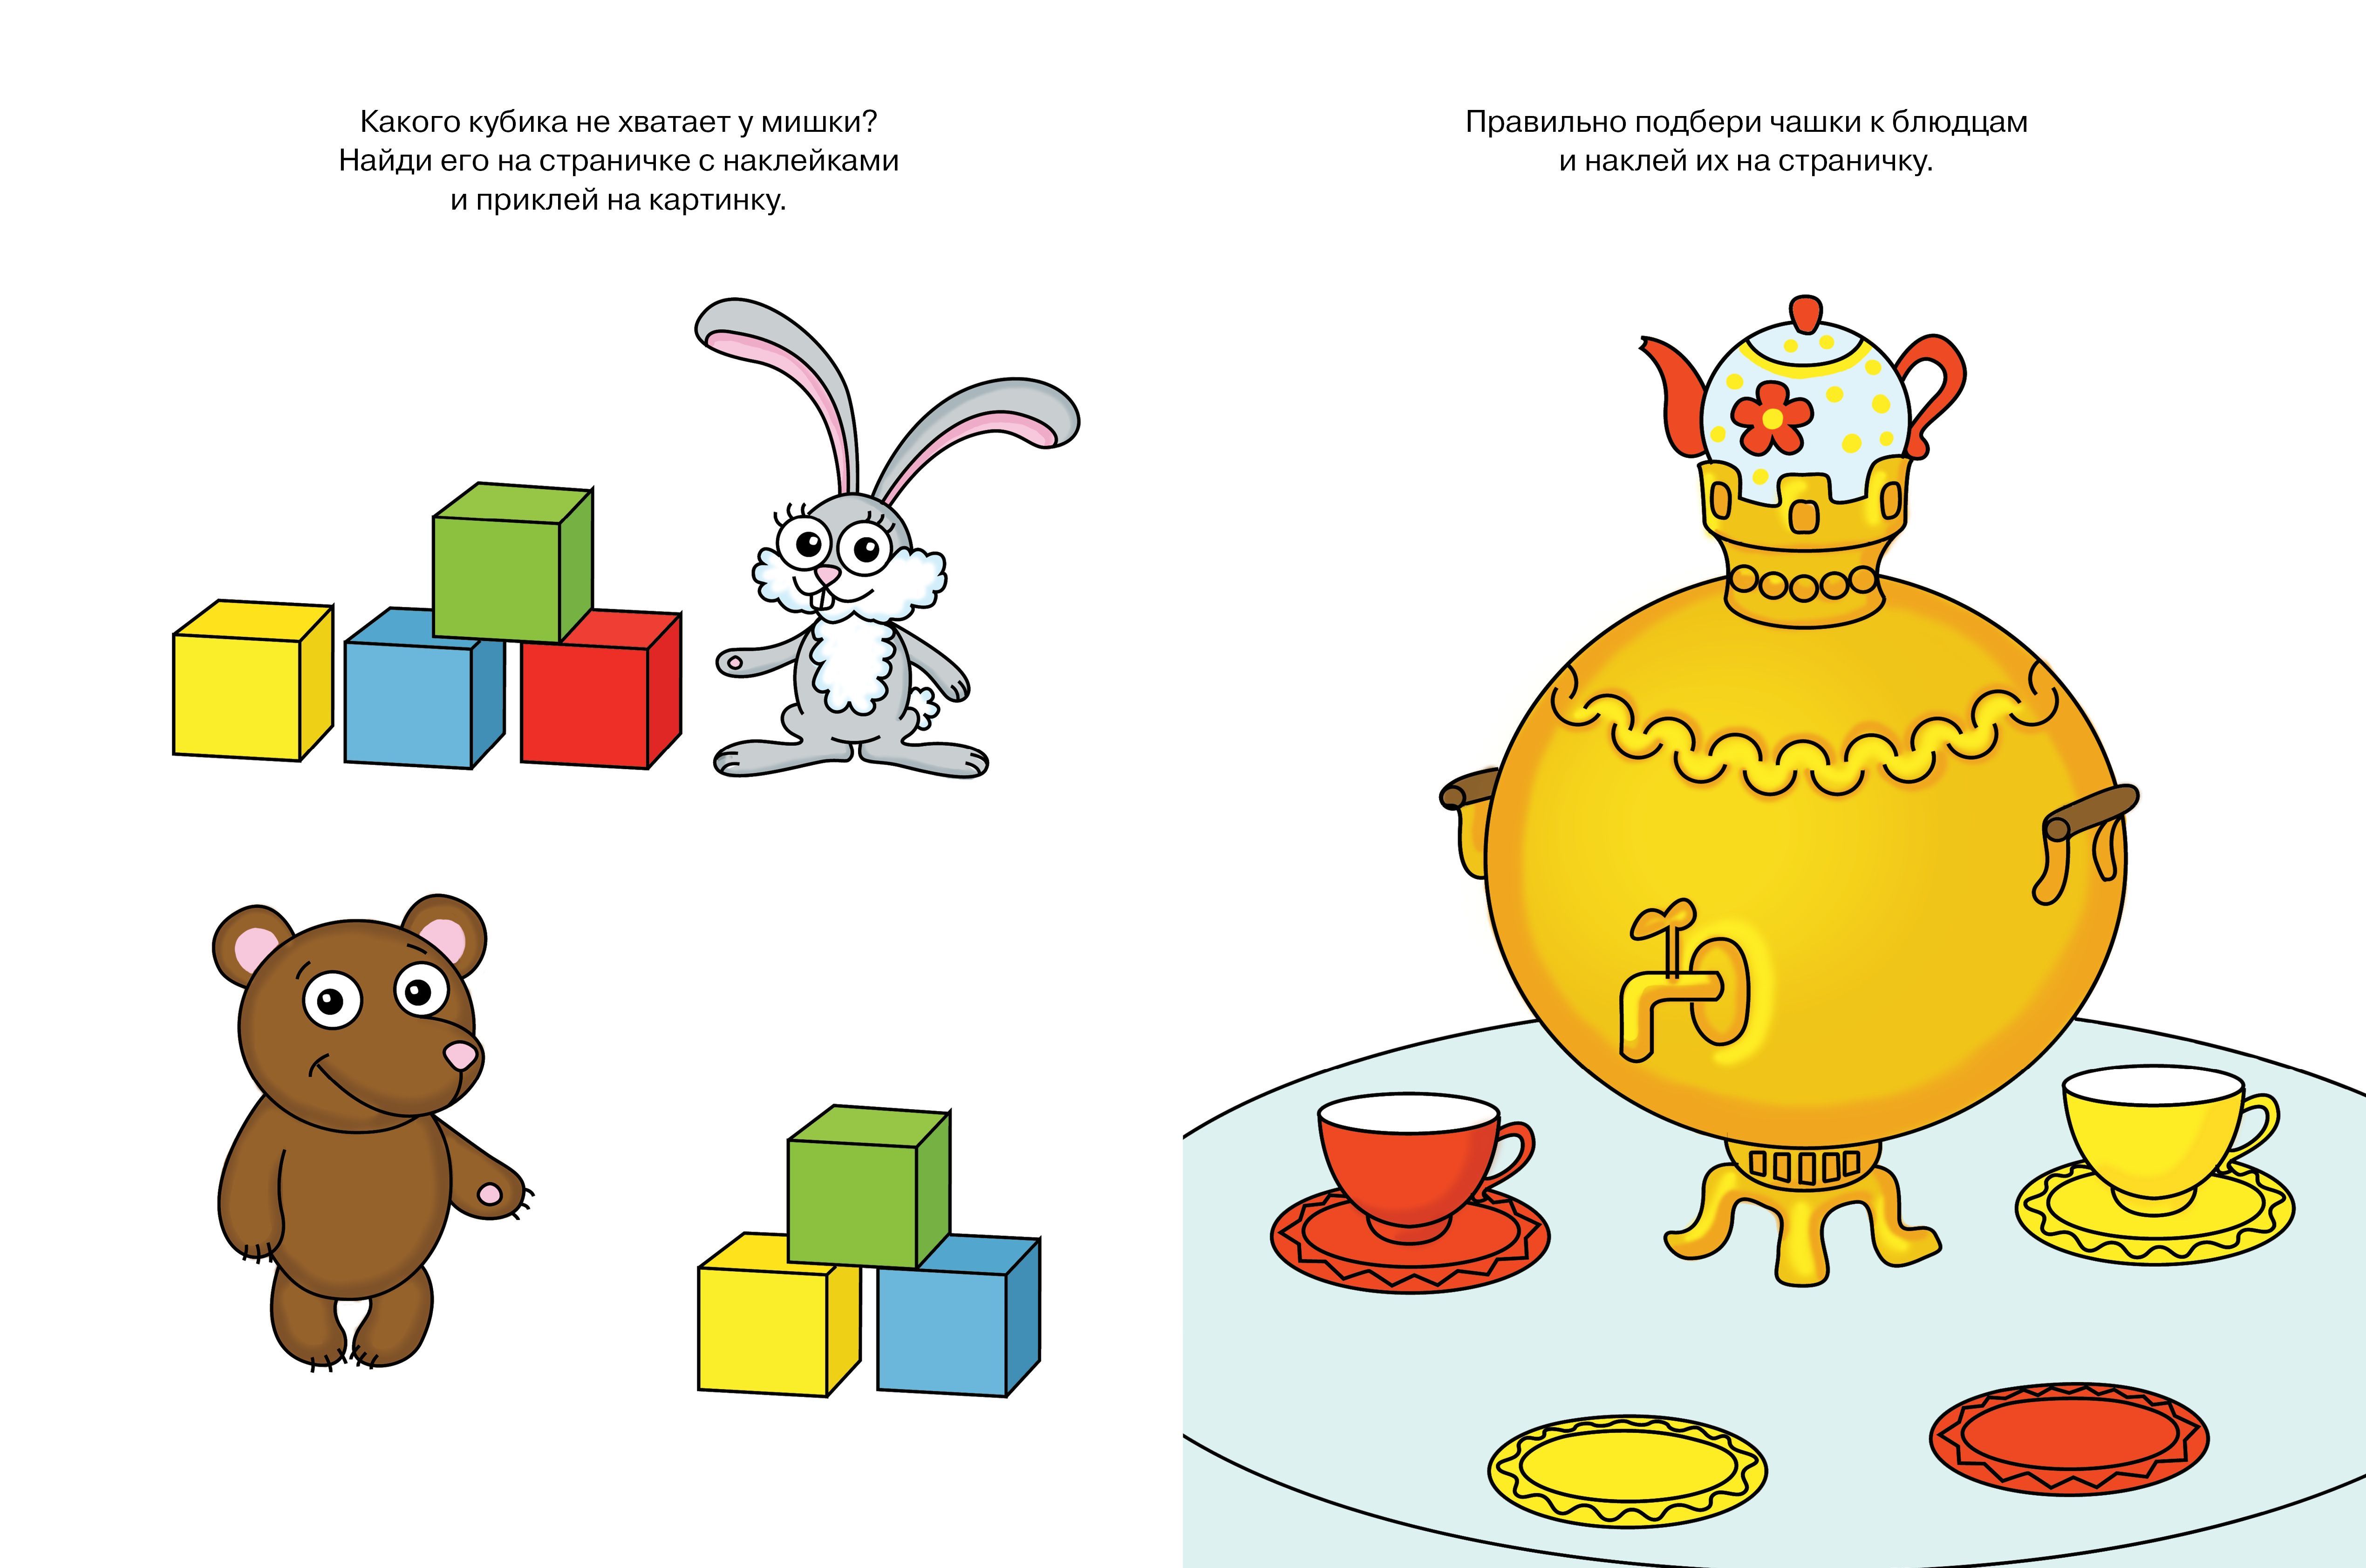 Какого кубика не хватает у мишки?
Найди его на страничке с наклейками
и приклей на картинку.
Правильно подбери чашки к блюдцам
и наклей их на страничку.